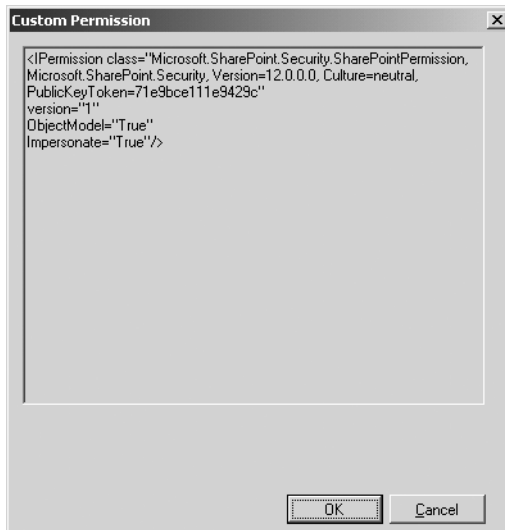 Custom Permission
<IPermission class="Microsoft.SharePoint.Security.SharePointPermission,
Microsoft.SharePoint.Security, Version=12.0.0.0, Culture=neutral,
PublicKeyToken=71e9bce111e9429c"
version="1"
ObjectModel="True"
Impersonate="True"/>
OK
Cancel